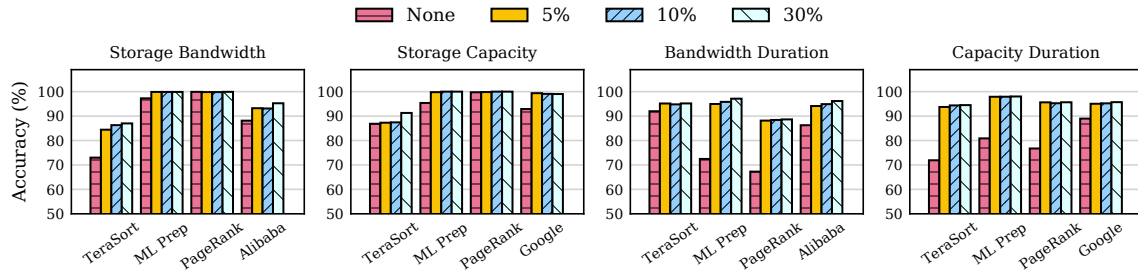 None 5% 10% 30%
Storage Bandwidth
Storage Capacity
Bandwidth Duration
Capacity Duration
Accuracy (%)
100
90
80
70
60
50
TeraSort
ML Prep
PageRank
Alibaba
100
90
80
70
60
50
TeraSort
ML Prep
PageRank
Google
100
90
80
70
60
50
TeraSort
ML Prep
PageRank
Alibaba
100
90
80
70
60
50
TeraSort
ML Prep
PageRank
Google